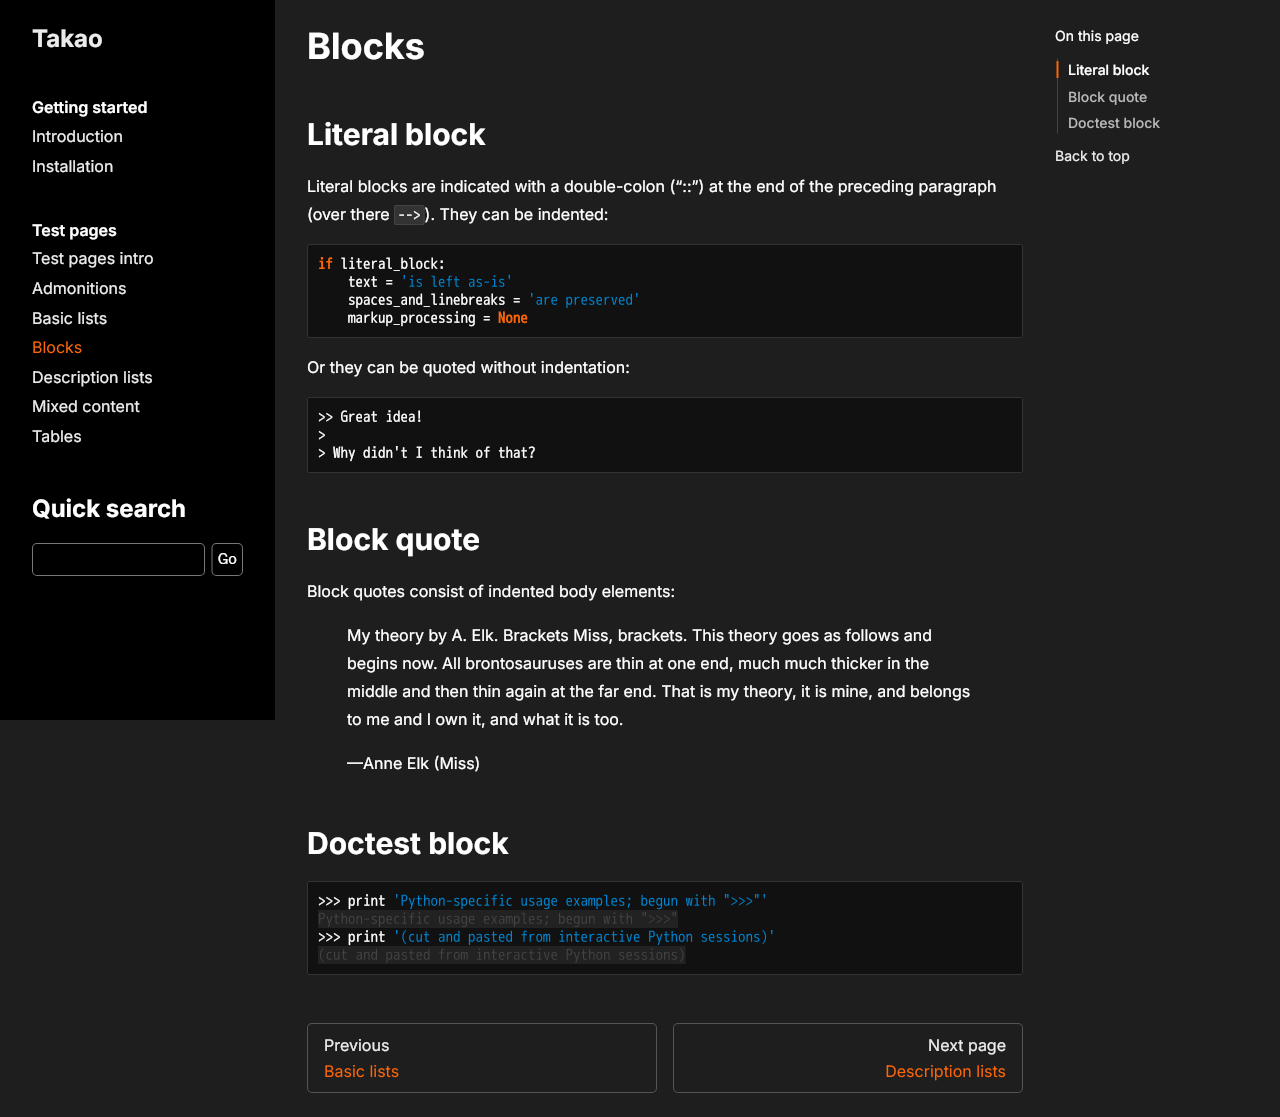 Takao
Getting started
Introduction
Installation
Test pages
Test pages intro
Admonitions
Basic lists
Blocks
Description lists
Mixed content
Tables
Quick search
Go
Blocks
Literal block
Literal blocks are indicated with a double-colon (“::”) at the end of the preceding paragraph
(over there -->). They can be indented:
if literal_block:
    text = 'is left as-is'
    spaces_and_linebreaks = 'are preserved'
    markup_processing = None
Or they can be quoted without indentation:
>> Great idea!
>
> Why didn't I think of that?
Block quote
Block quotes consist of indented body elements:
My theory by A. Elk. Brackets Miss, brackets. This theory goes as follows and
begins now. All brontosauruses are thin at one end, much much thicker in the
middle and then thin again at the far end. That is my theory, it is mine, and belongs
to me and I own it, and what it is too.
—Anne Elk (Miss)
Doctest block
>>> print 'Python-specific usage examples; begun with ">>>"'
Python-specific usage examples; begun with ">>>"
>>> print '(cut and pasted from interactive Python sessions)'
(cut and pasted from interactive Python sessions)
Previous
Basic lists
Next page
Description lists
On this page
Literal block
Block quote
Doctest block
Back to top